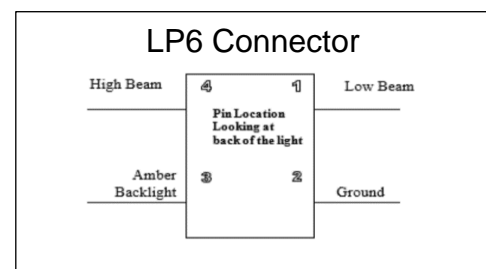 LP6 Connector
High Beam 4 1 Low Beam
Pin Location
Looking at
back of the light
Amber
Backlight 3 2 Ground